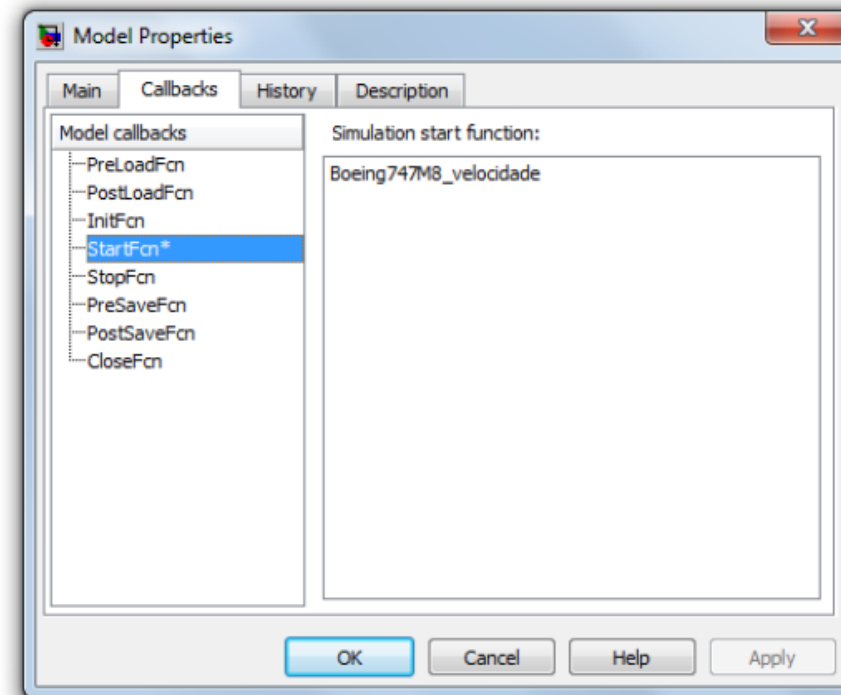 Model Properties
Main Callbacks History Description
Model callbacks
PreLoadFcn
PostLoadFcn
InitFcn
StartFcn*
StopFcn
PreSaveFcn
PostSaveFcn
CloseFcn
Simulation start function:
Boeing747M8_velocidade
OK Cancel Help Apply